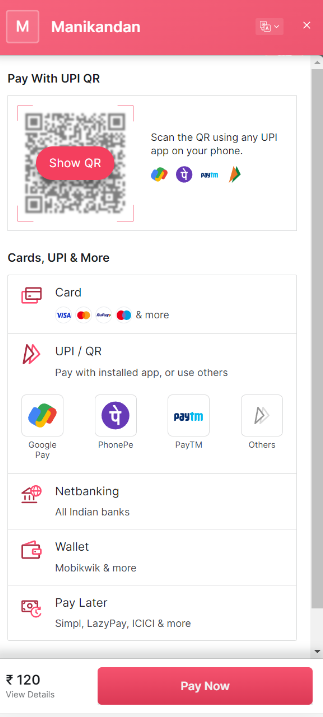 M Manikandan
Pay With UPI QR
Show QR
Scan the QR using any UPI
app on your phone.
पे paytm
Cards, UPI & More
Card
VISA RuPay & more
UPI / QR
Pay with installed app, or use others
पे paytm
Google
Pay
PhonePe
PayTM
Others
Netbanking
All Indian banks
Wallet
Mobikwik & more
Pay Later
Simpl, LazyPay, ICICI & more
₹ 120
View Details
Pay Now